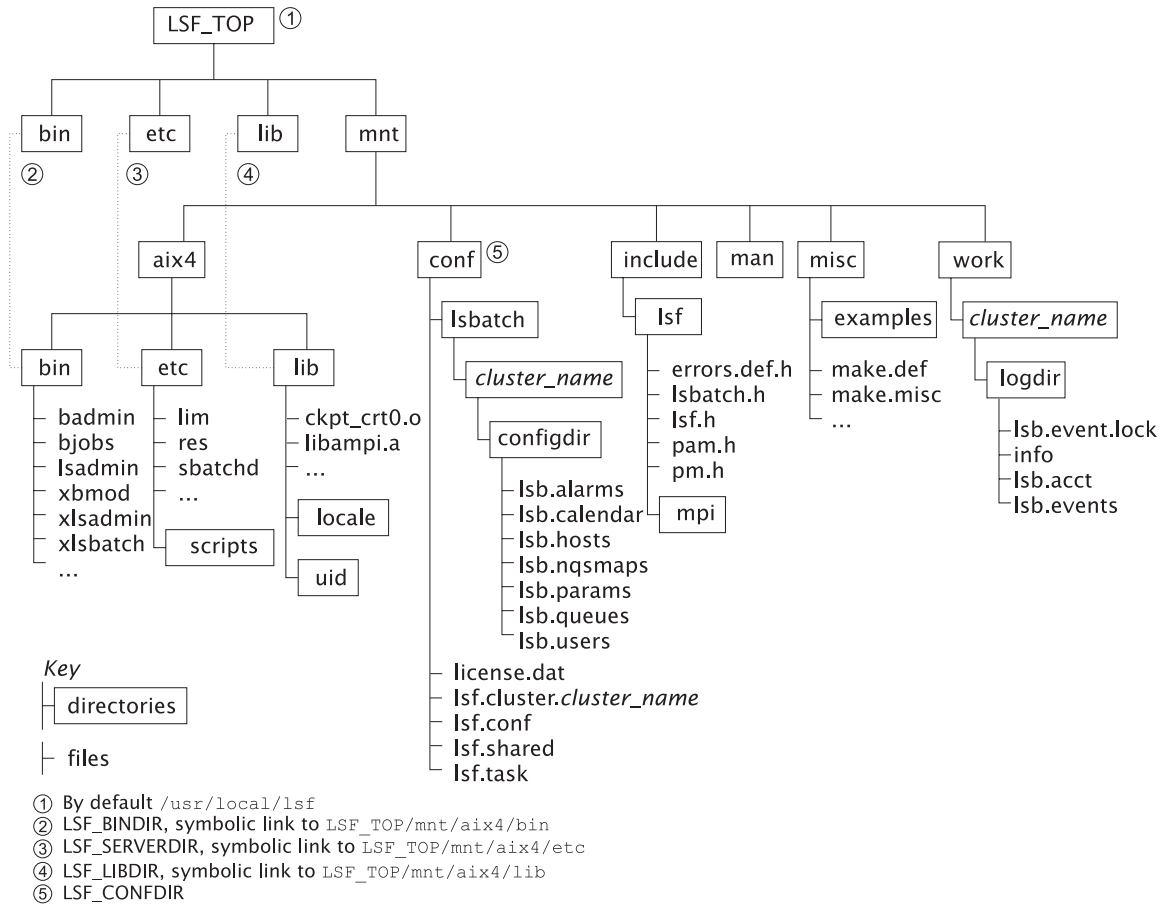 LSF_TOP ①
bin etc lib mnt
② ③ ④
aix4 conf ⑤ include man misc work
lsbatch lsf examples cluster_name
bin etc lib cluster_name errors.def.h make.def logdir
badmin lim ckpt_crt0.o lsbatch.h make.misc
bjobs res libampi.a configdir lsf.h ... lsb.event.lock
lsadmin sbatchd ... pam.h info
xbmod ... pm.h lsb.acct
xlsadmin locale lsb.alarms mpi lsb.events
xlsbatch scripts lsb.calendar
... uid lsb.hosts
lsb.nqsmaps
lsb.params
lsb.queues
lsb.users
Key
directories
files
license.dat
lsf.cluster.cluster_name
lsf.conf
lsf.shared
lsf.task
① By default /usr/local/lsf
② LSF_BINDIR, symbolic link to LSF_TOP/mnt/aix4/bin
③ LSF_SERVERDIR, symbolic link to LSF_TOP/mnt/aix4/etc
④ LSF_LIBDIR, symbolic link to LSF_TOP/mnt/aix4/lib
⑤ LSF_CONFDIR